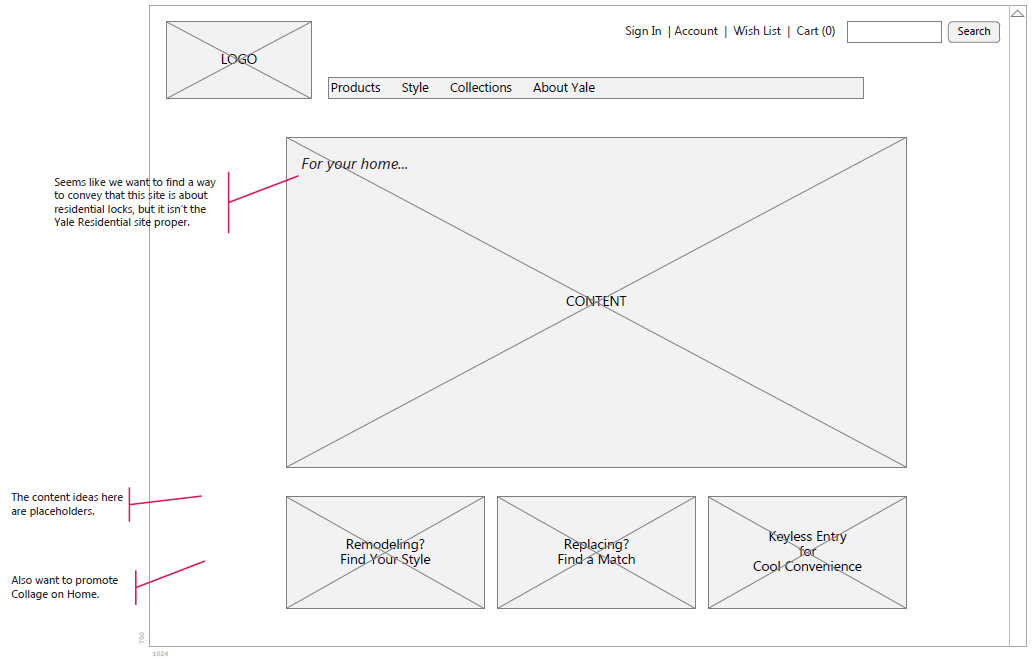 Sign In | Account | Wish List | Cart (0) Search
LOGO
Products Style Collections About Yale
For your home...
Seems like we want to find a way
to convey that this site is about
residential locks, but it isn't the
Yale Residential site proper.
CONTENT
The content ideas here
are placeholders.
Remodeling?
Find Your Style
Replacing?
Find a Match
Keyless Entry
for
Cool Convenience
Also want to promote
Collage on Home.
750
1024